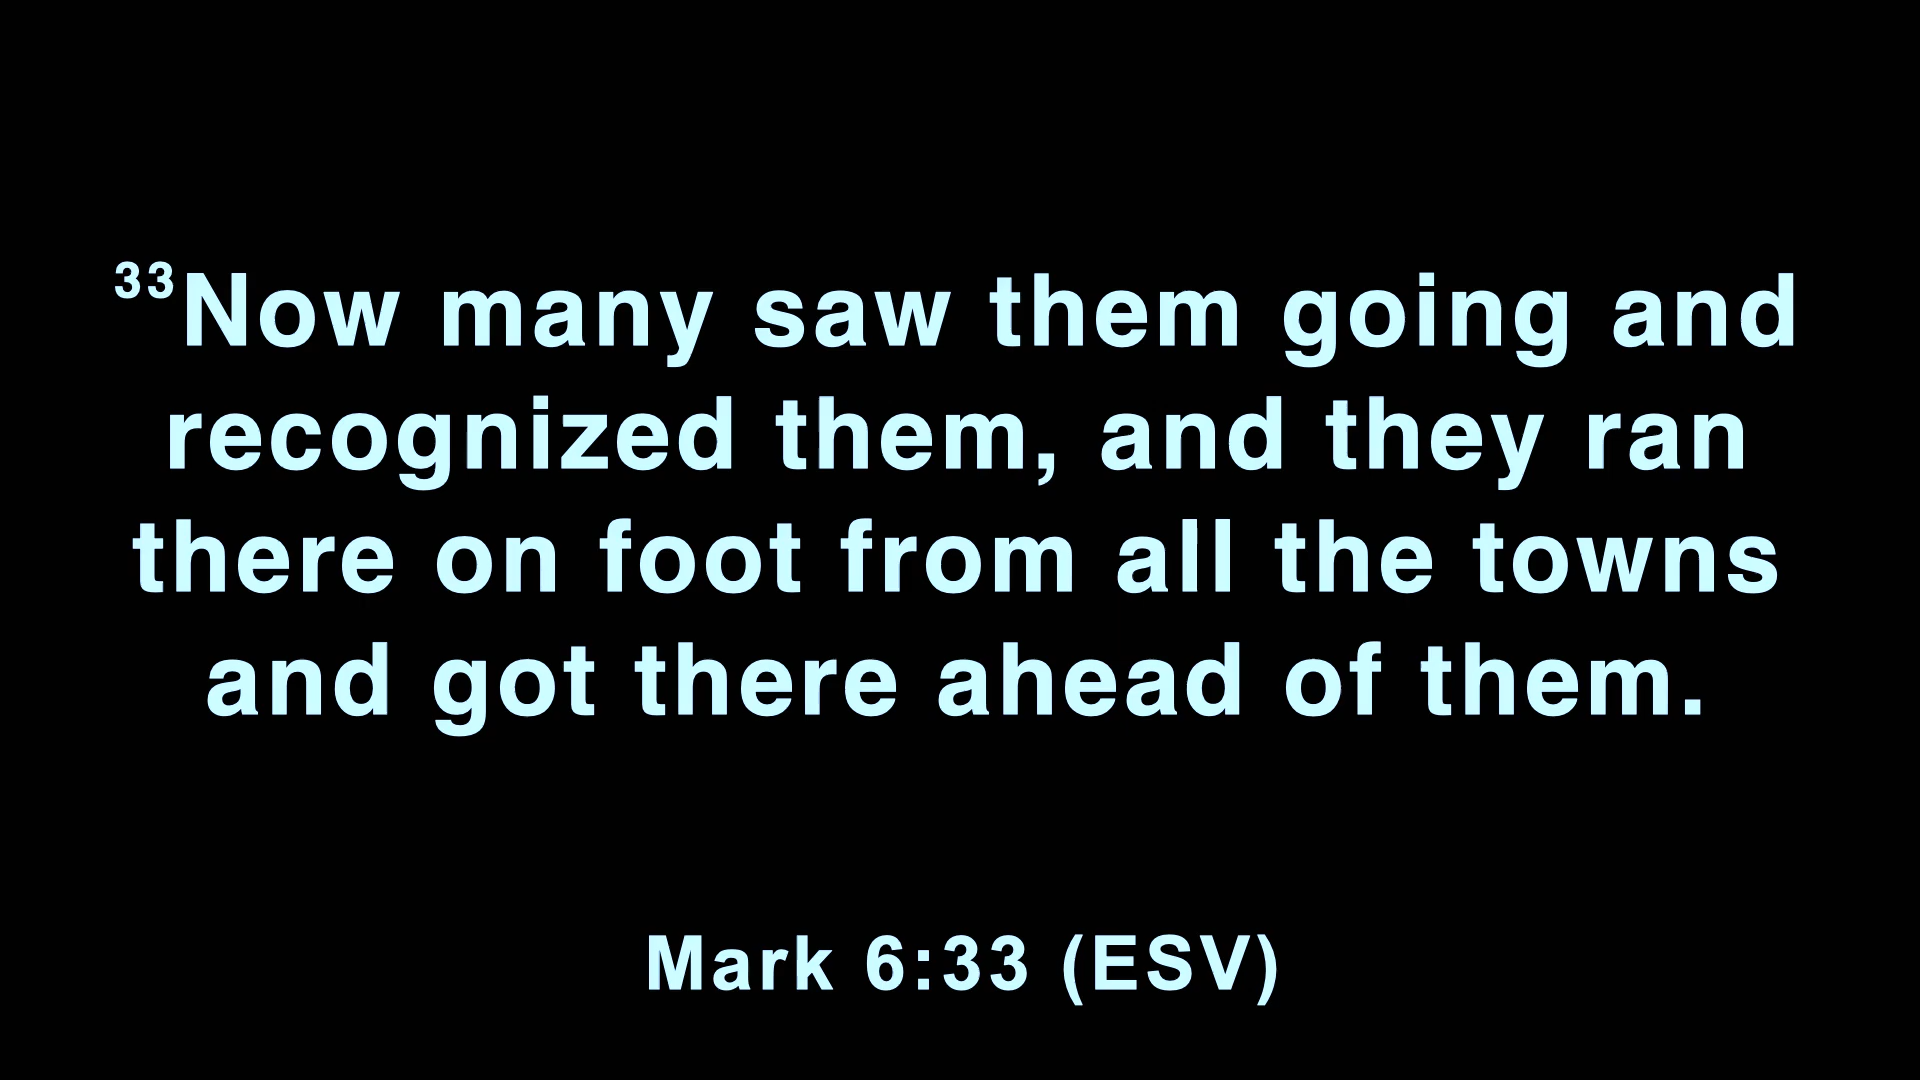 ³³Now many saw them going and
recognized them, and they ran
there on foot from all the towns
and got there ahead of them.
Mark 6:33 (ESV)